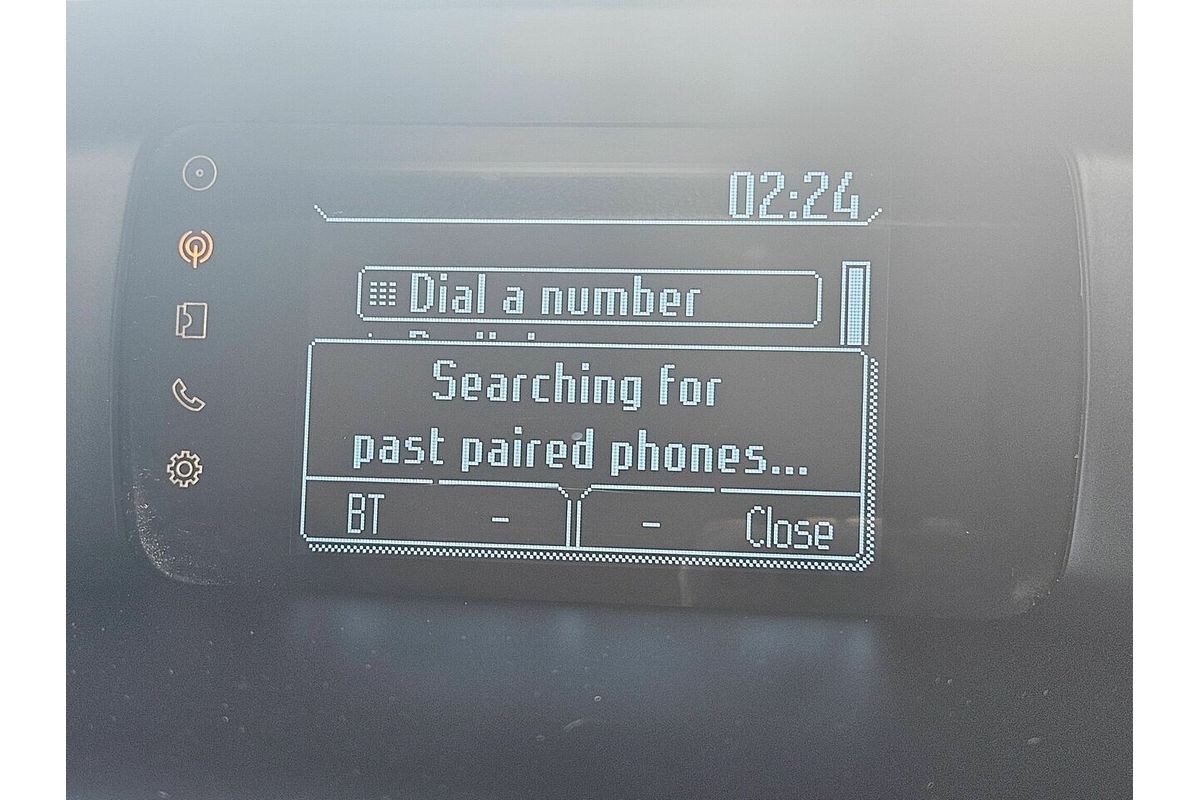 02:24
Dial a number
Searching for
past paired phones...
BT - - Close